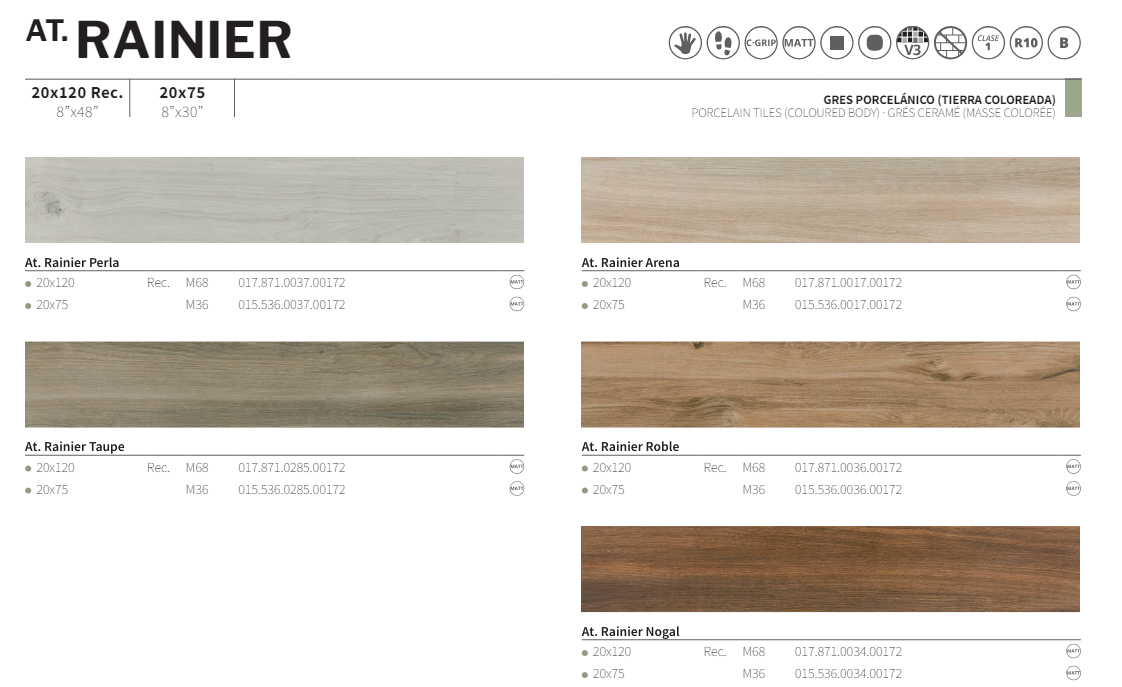 AT. RAINIER
C·GRIP MATT V3 CLASE 1 R10 B
20x120 Rec.
8”x48”
20x75
8”x30”
GRES PORCELÁNICO (TIERRA COLOREADA)
PORCELAIN TILES (COLOURED BODY) · GRÉS CERAMÉ (MASSE COLORÉE)
At. Rainier Perla
20x120 Rec. M68 017.871.0037.00172 MATT
20x75 M36 015.536.0037.00172 MATT
At. Rainier Arena
20x120 Rec. M68 017.871.0017.00172 MATT
20x75 M36 015.536.0017.00172 MATT
At. Rainier Taupe
20x120 Rec. M68 017.871.0285.00172 MATT
20x75 M36 015.536.0285.00172 MATT
At. Rainier Roble
20x120 Rec. M68 017.871.0036.00172 MATT
20x75 M36 015.536.0036.00172 MATT
At. Rainier Nogal
20x120 Rec. M68 017.871.0034.00172 MATT
20x75 M36 015.536.0034.00172 MATT